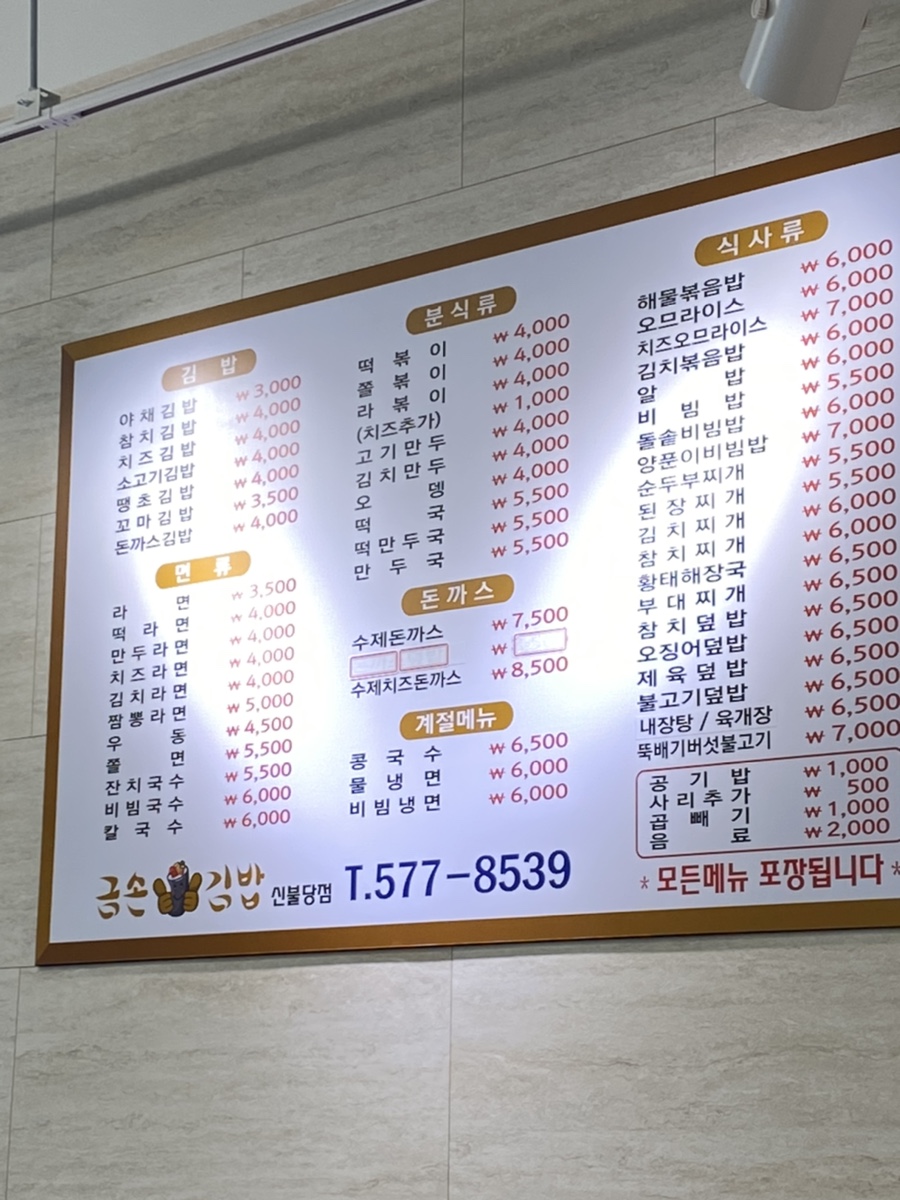 김 밥
야채김밥 ₩3,000
참치김밥 ₩4,000
치즈김밥 ₩4,000
소고기김밥 ₩4,000
땡초김밥 ₩4,000
꼬마김밥 ₩3,500
돈까스김밥 ₩4,000
면 류
라면 ₩3,500
떡라면 ₩4,000
만두라면 ₩4,000
치즈라면 ₩4,000
김치라면 ₩4,000
짬뽕라면 ₩5,000
우동 ₩4,500
쫄면 ₩5,500
잔치국수 ₩5,500
비빔국수 ₩6,000
칼국수 ₩6,000
분식류
떡볶이 ₩4,000
쫄볶이 ₩4,000
라볶이 ₩4,000
(치즈추가) ₩1,000
고기만두 ₩4,000
김치만두 ₩4,000
오뎅 ₩4,000
떡국 ₩5,500
떡만두국 ₩5,500
만두국 ₩5,500
돈까스
수제돈까스 ₩7,500
₩
수제치즈돈까스 ₩8,500
계절메뉴
콩국수 ₩6,500
물냉면 ₩6,000
비빔냉면 ₩6,000
식사류
해물볶음밥 ₩6,000
오므라이스 ₩6,000
치즈오므라이스 ₩7,000
김치볶음밥 ₩6,000
알밥 ₩6,000
비빔밥 ₩5,500
돌솥비빔밥 ₩6,000
양푼이비빔밥 ₩7,000
순두부찌개 ₩5,500
된장찌개 ₩5,500
김치찌개 ₩6,000
참치찌개 ₩6,000
황태해장국 ₩6,500
부대찌개 ₩6,500
참치덮밥 ₩6,500
오징어덮밥 ₩6,500
제육덮밥 ₩6,500
불고기덮밥 ₩6,500
내장탕 / 육개장 ₩6,500
뚝배기버섯불고기 ₩7,000
공기밥 ₩1,000
사리추가 ₩500
곱빼기 ₩1,000
음료 ₩2,000
금손김밥 신불당점 T.577-8539
* 모든메뉴 포장됩니다 *